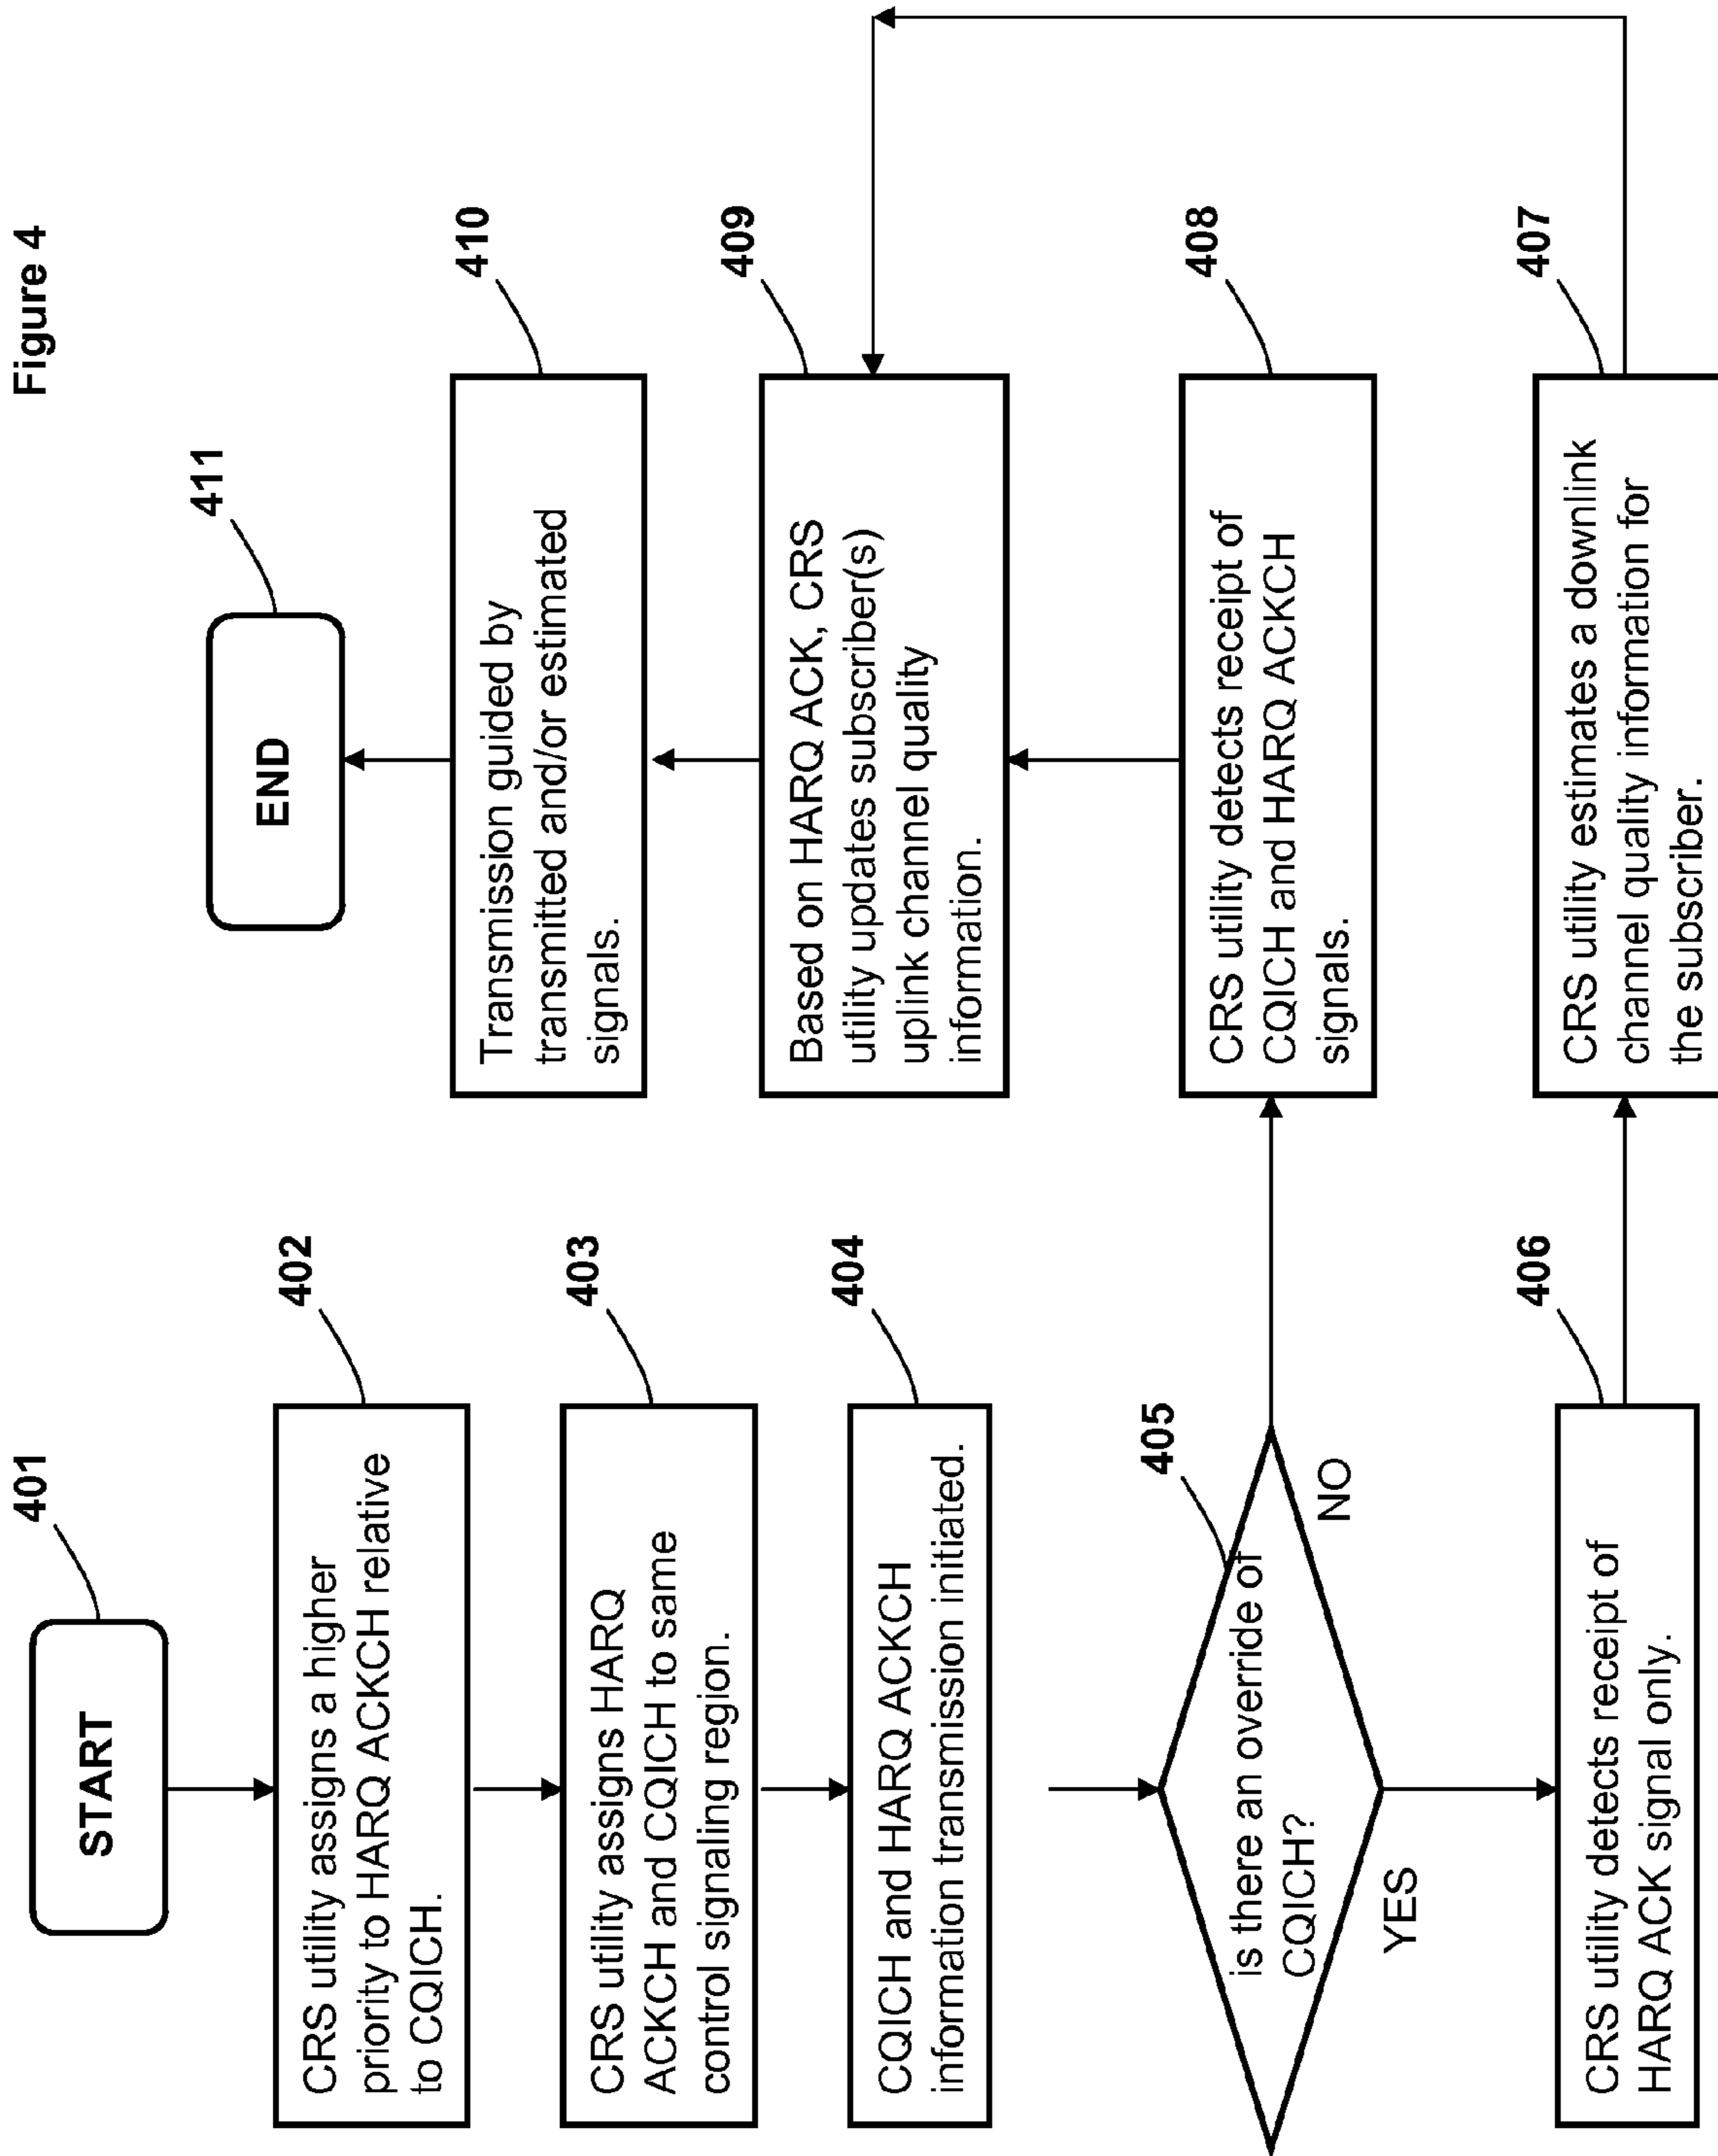 Figure 4
401
START
402
CRS utility assigns a higher
priority to HARQ ACKCH relative
to CQICH.
403
CRS utility assigns HARQ
ACKCH and CQICH to same
control signaling region.
404
CQICH and HARQ ACKCH
information transmission initiated.
405
is there an override of
CQICH?
YES
NO
406
CRS utility detects receipt of
HARQ ACK signal only.
407
CRS utility estimates a downlink
channel quality information for
the subscriber.
408
CRS utility detects receipt of
CQICH and HARQ ACKCH
signals.
409
Based on HARQ ACK, CRS
utility updates subscriber(s)
uplink channel quality
information.
410
Transmission guided by
transmitted and/or estimated
signals.
411
END